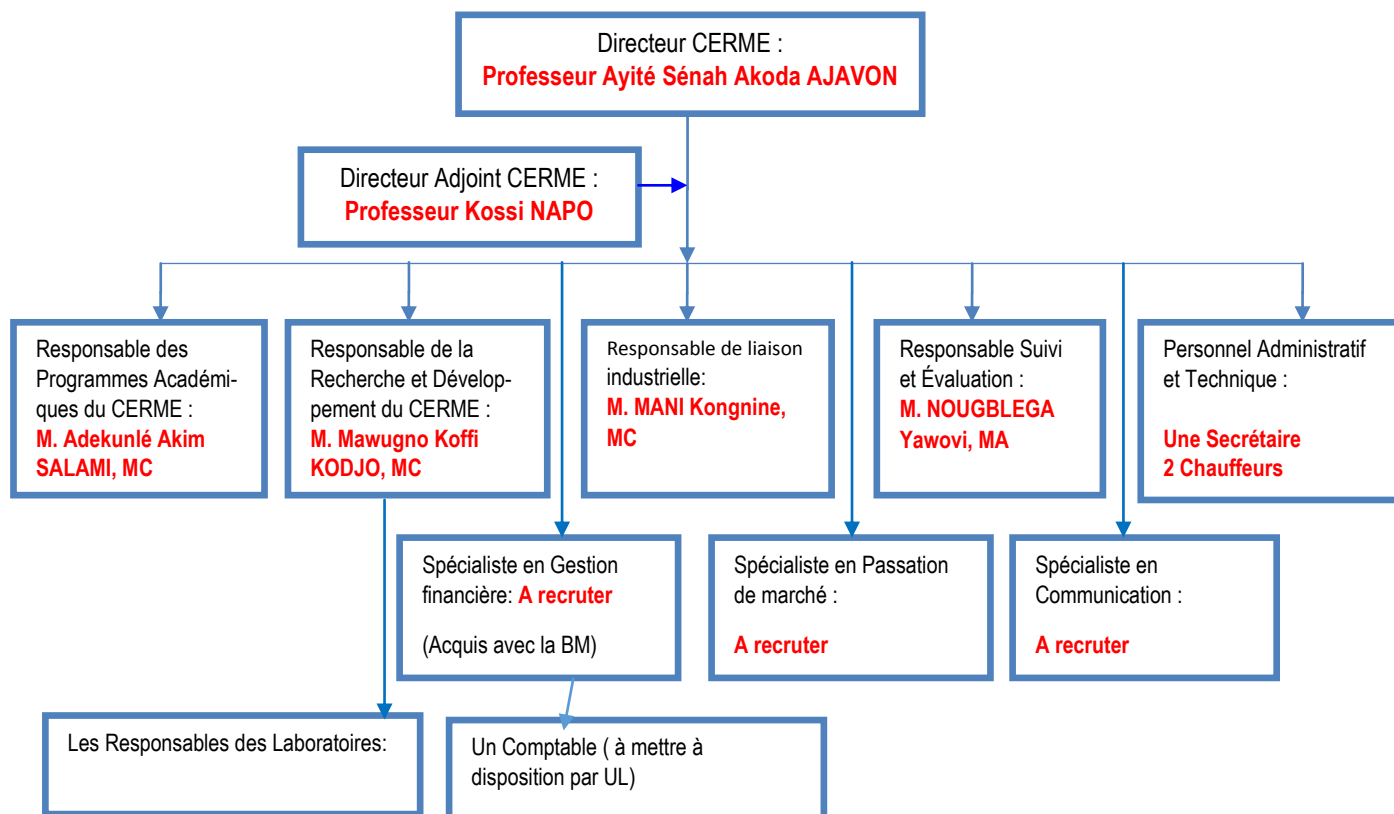 Directeur CERME :
Professeur Ayité Sénah Akoda AJAVON
Directeur Adjoint CERME :
Professeur Kossi NAPO
Responsable des
Programmes Académi-
ques du CERME :
M. Adekunlé Akim
SALAMI, MC
Responsable de la
Recherche et Dévelop-
pement du CERME :
M. Mawugno Koffi
KODJO, MC
Responsable de liaison
industrielle:
M. MANI Kongnine,
MC
Responsable Suivi
et Évaluation :
M. NOUGBLEGA
Yawovi, MA
Personnel Administratif
et Technique :
Une Secrétaire
2 Chauffeurs
Spécialiste en Gestion
financière: A recruter
(Acquis avec la BM)
Spécialiste en Passation
de marché :
A recruter
Spécialiste en
Communication :
A recruter
Les Responsables des Laboratoires:
Un Comptable ( à mettre à
disposition par UL)